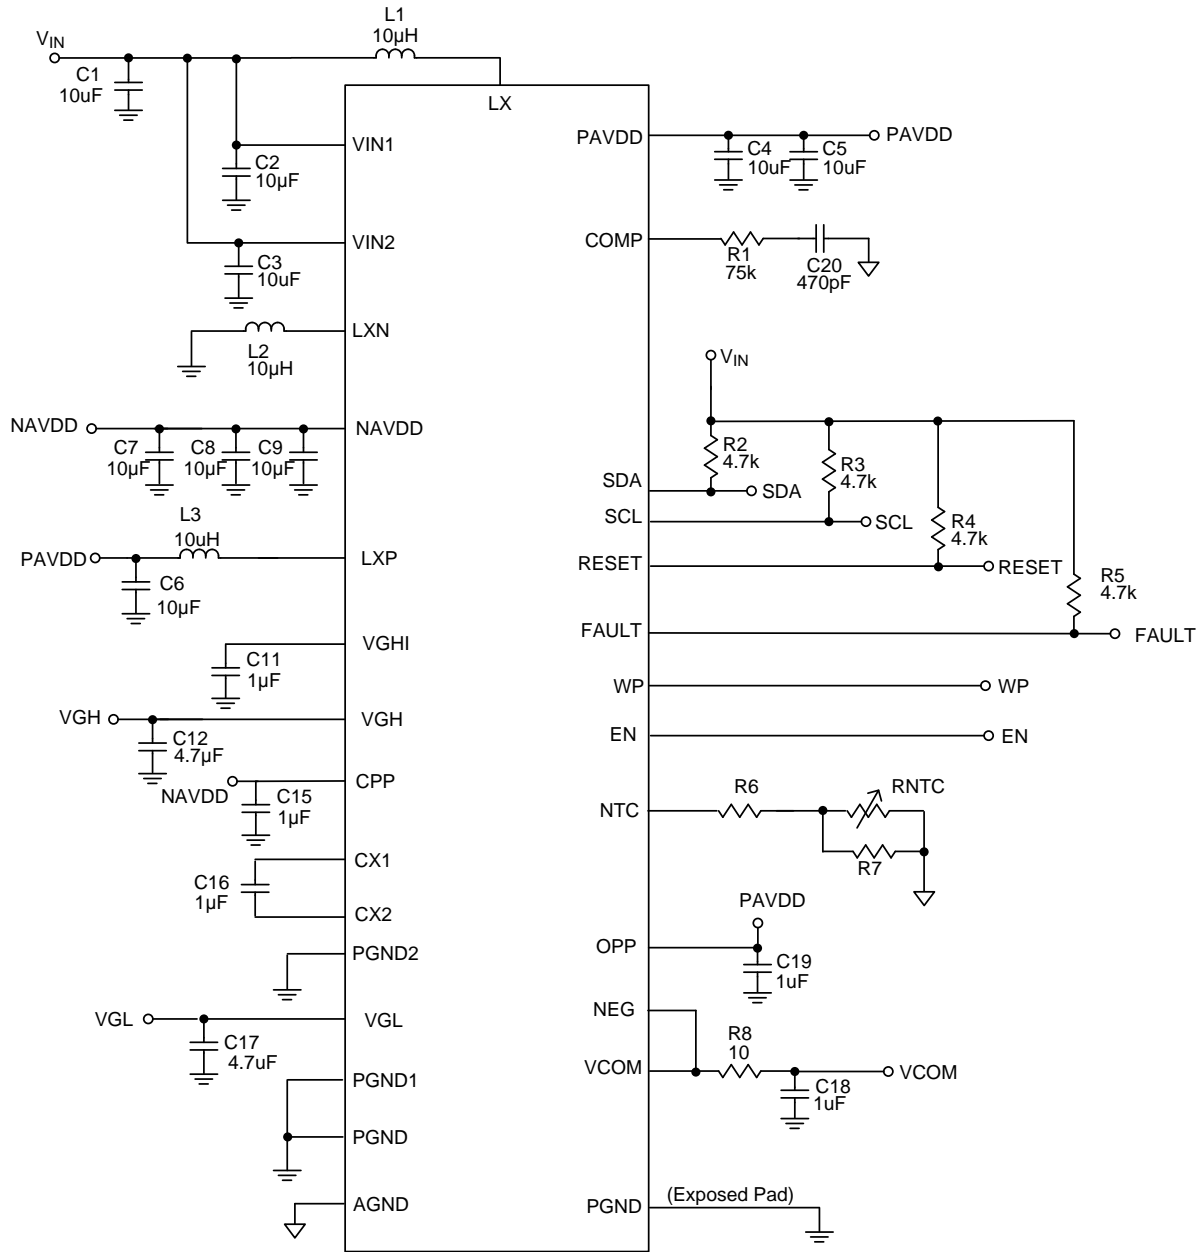 L1
10µH
VIN
C1
10uF
LX
VIN1
C2
10µF
VIN2
C3
10uF
LXN
L2
10µH
NAVDD
NAVDD
C7
10µF
C8
10µF
C9
10µF
L3
10uH
PAVDD
LXP
C6
10µF
VGHI
C11
1µF
VGH
VGH
C12
4.7µF
CPP
NAVDD
C15
1µF
CX1
C16
1µF
CX2
PGND2
VGL
VGL
C17
4.7uF
PGND1
PGND
AGND
PAVDD
PAVDD
C4
10uF
C5
10uF
COMP
R1
75k
C20
470pF
VIN
R2
4.7k
R3
4.7k
R4
4.7k
R5
4.7k
SDA
SDA
SCL
SCL
RESET
RESET
FAULT
FAULT
WP
WP
EN
EN
NTC
R6
RNTC
R7
PAVDD
OPP
C19
1uF
NEG
R8
10
VCOM
VCOM
C18
1uF
PGND
(Exposed Pad)